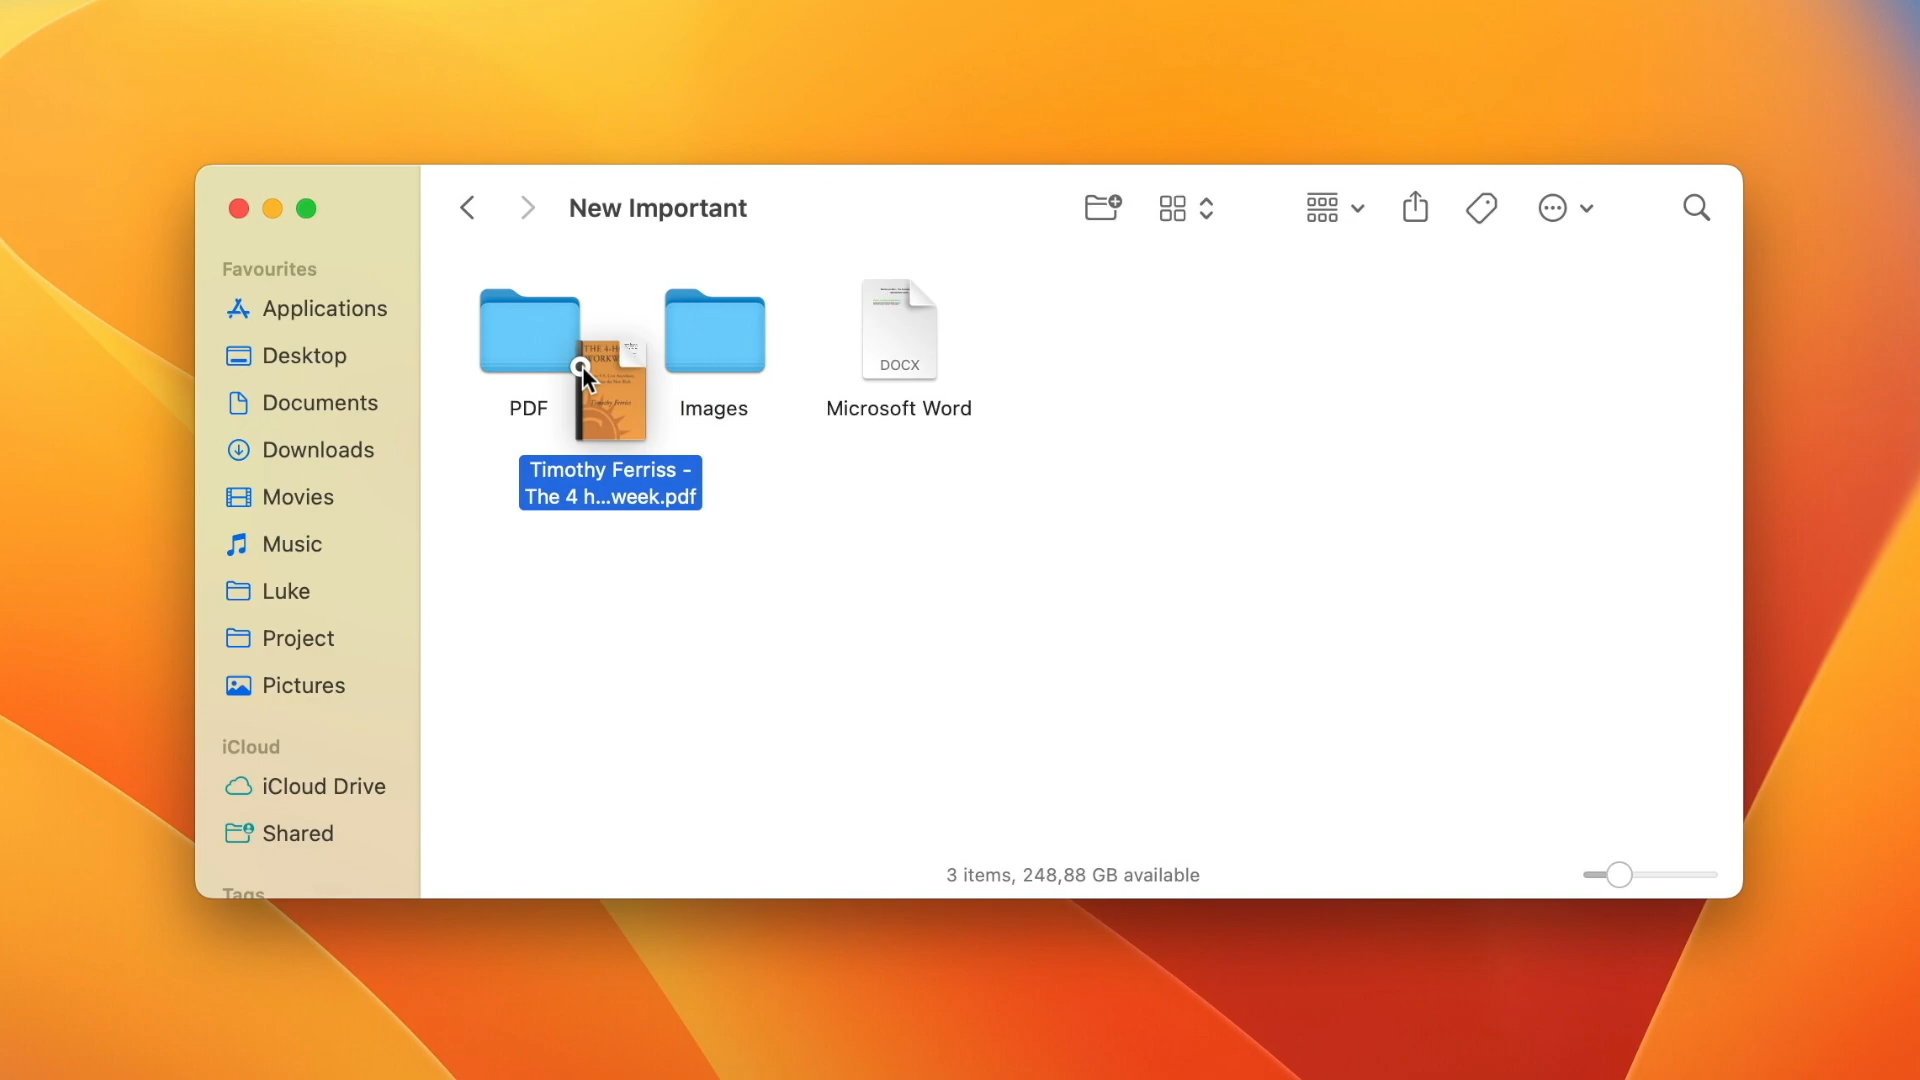 New Important
Favourites
Applications
Desktop
Documents
Downloads
Movies
Music
Luke
Project
Pictures
iCloud
iCloud Drive
Shared
Tags
DOCX
PDF
Images
Microsoft Word
Timothy Ferriss -
The 4 h...week.pdf
3 items, 248,88 GB available